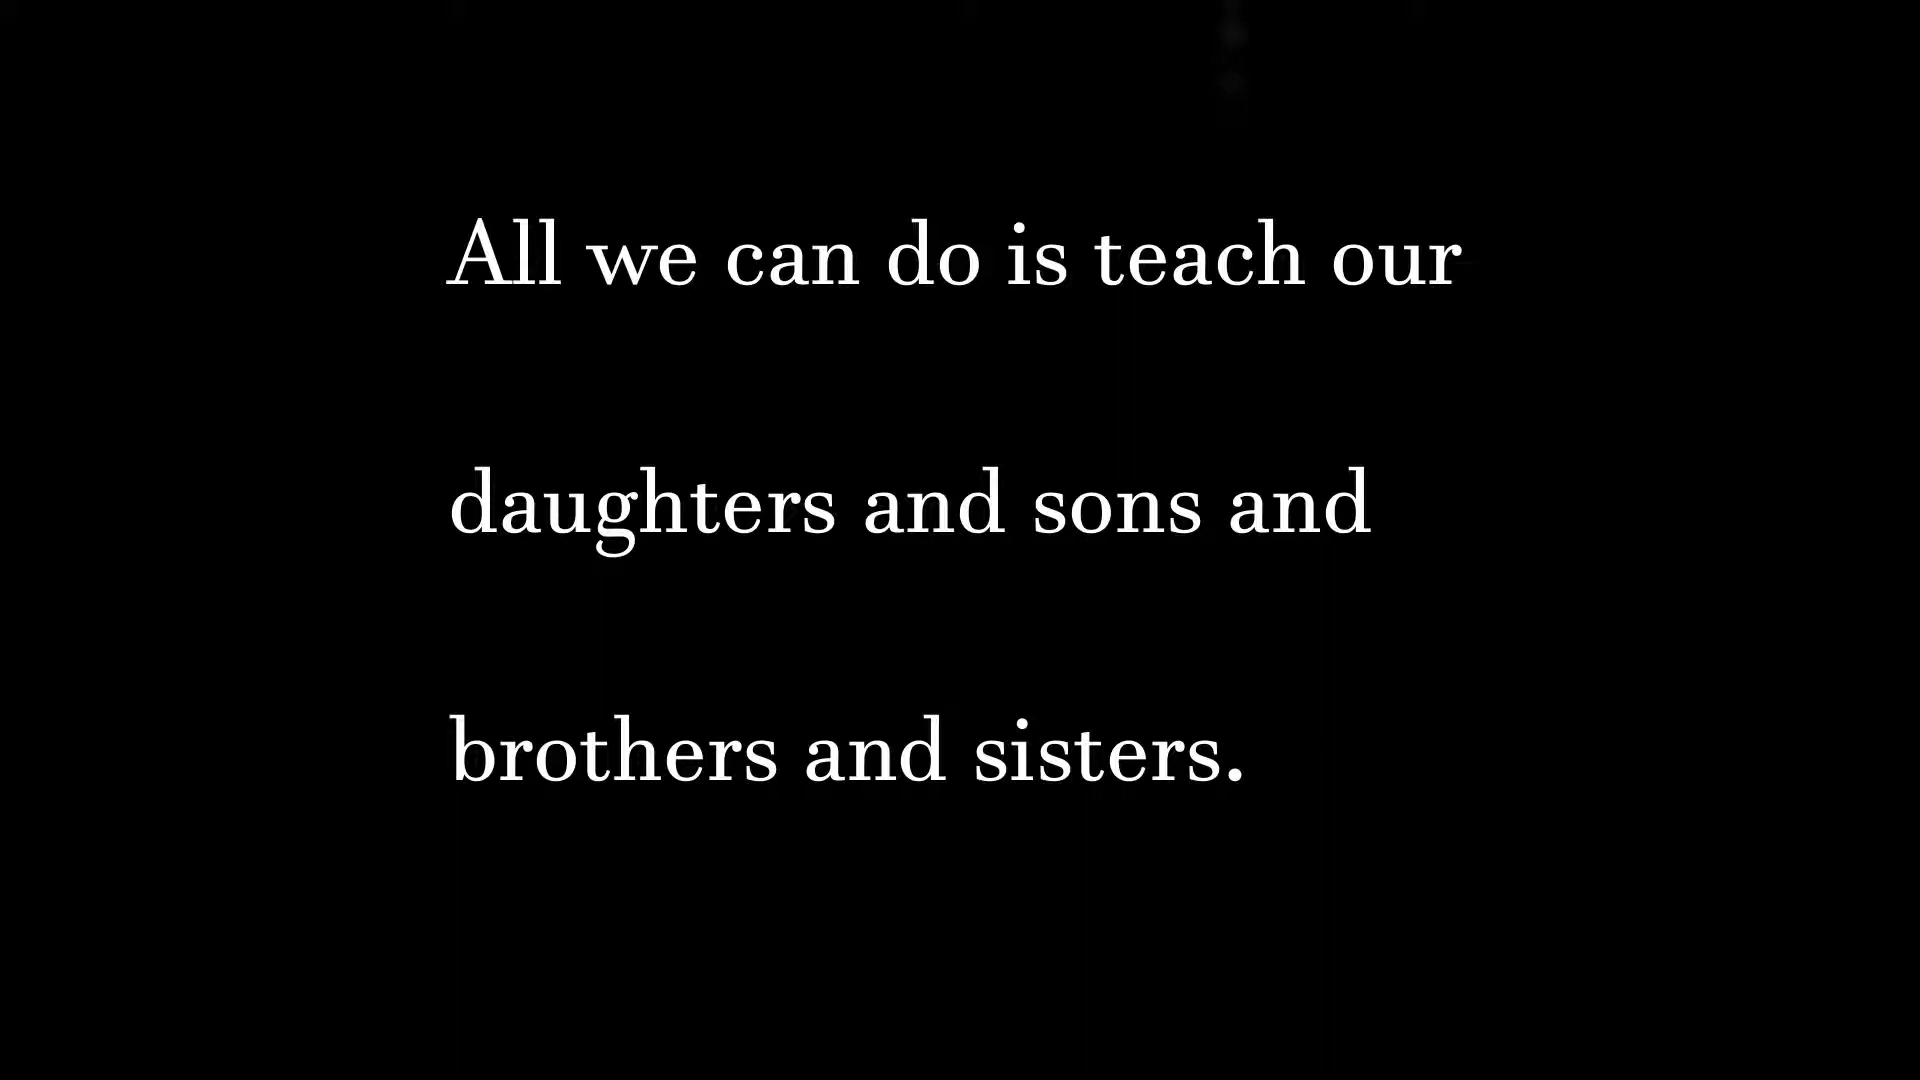 All we can do is teach our
daughters and sons and
brothers and sisters.